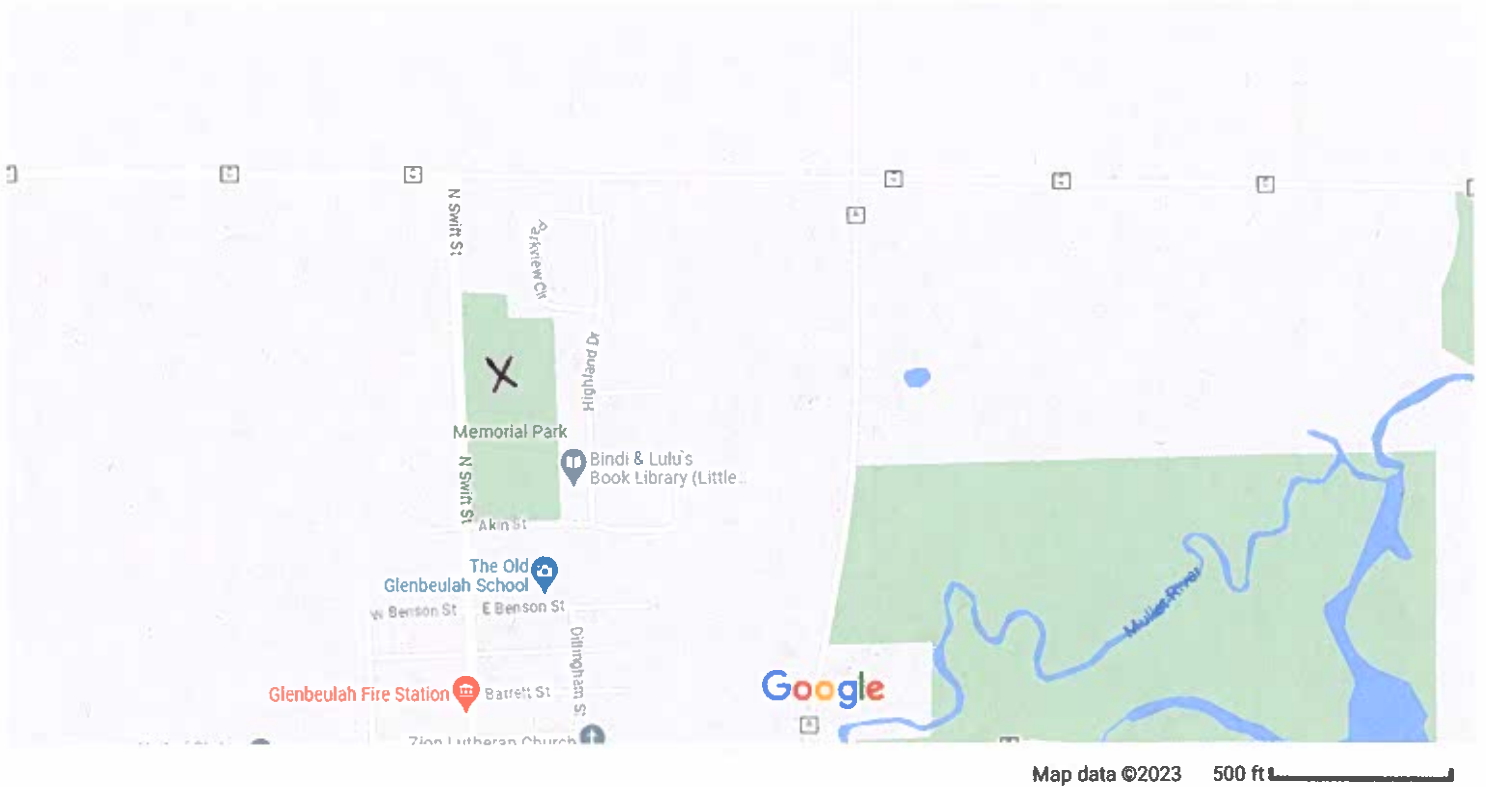 N Swift St
Parkview Cir
A
X
Highland Dr
Memorial Park
Bindi & Lulu's
Book Library (Little...
N Swift St
Akin St
The Old
Glenbeulah School
W Benson St
E Benson St
Mullet River
Dillingham St
Glenbeulah Fire Station
Barrett St
Google
A
Zion Lutheran Church
Map data ©2023
500 ft